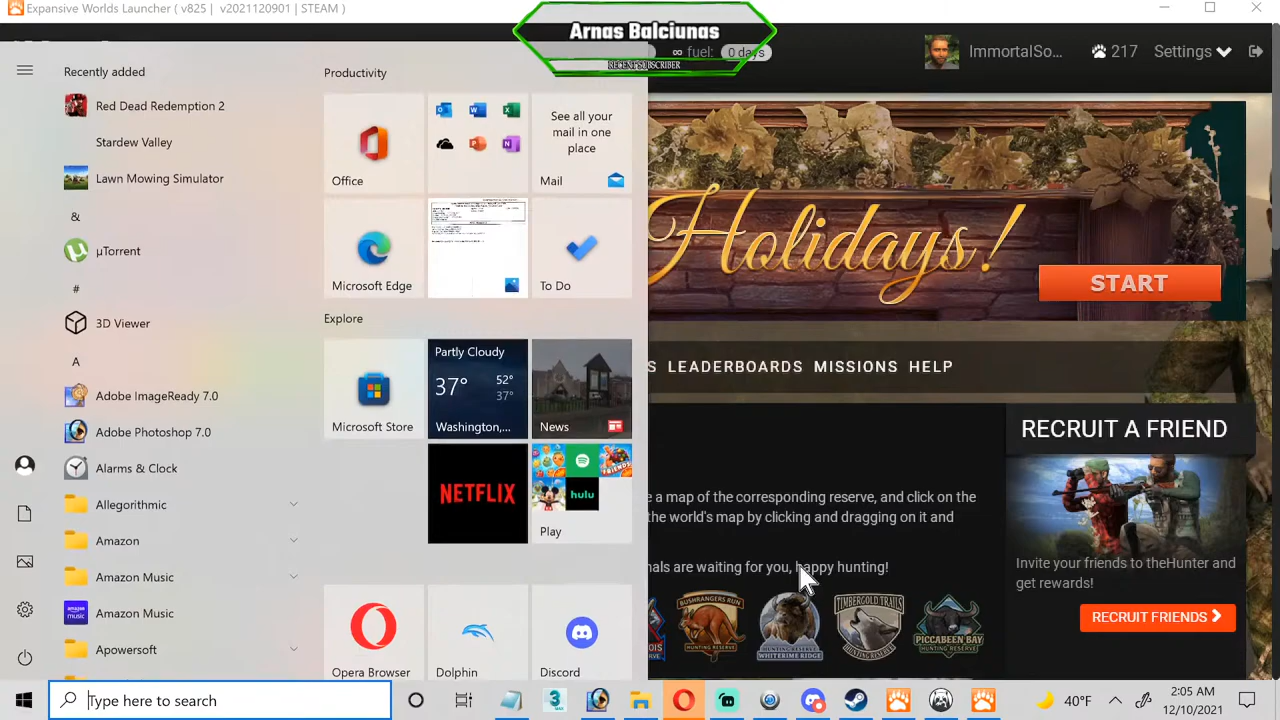 Expansive Worlds Launcher ( v825 | v2021120901 | STEAM )
Arnas Balciunas
RECENT SUBSCRIBER
∞ fuel: 0 days
ImmortalSo...
217
Settings
Recently added
Red Dead Redemption 2
Stardew Valley
Lawn Mowing Simulator
&
µTorrent
#
3D Viewer
A
Adobe ImageReady 7.0
Adobe Photoshop 7.0
Alarms & Clock
Allegorithmic
Amazon
Amazon Music
Amazon Music
Apowersoft
Productivity
Office
See all your
mail in one
place
Mail
Microsoft Edge
To Do
Explore
Microsoft Store
Partly Cloudy
37°
52°
37°
Washington,...
News
NETFLIX
hulu
Play
Opera Browser
Dolphin
Discord
Holidays!
START
S LEADERBOARDS MISSIONS HELP
RECRUIT A FRIEND
e a map of the corresponding reserve, and click on the
the world's map by clicking and dragging on it and
nals are waiting for you, happy hunting!
Invite your friends to theHunter and
get rewards!
RECRUIT FRIENDS
BUSHRANGERS RUN
HUNTING RESERVE
WHITERIME RIDGE
TIMBERGOLD TRAILS
HUNTING RESERVE
PICCABEEN BAY
HUNTING RESERVE
Type here to search
40°F
2:05 AM
12/10/2021